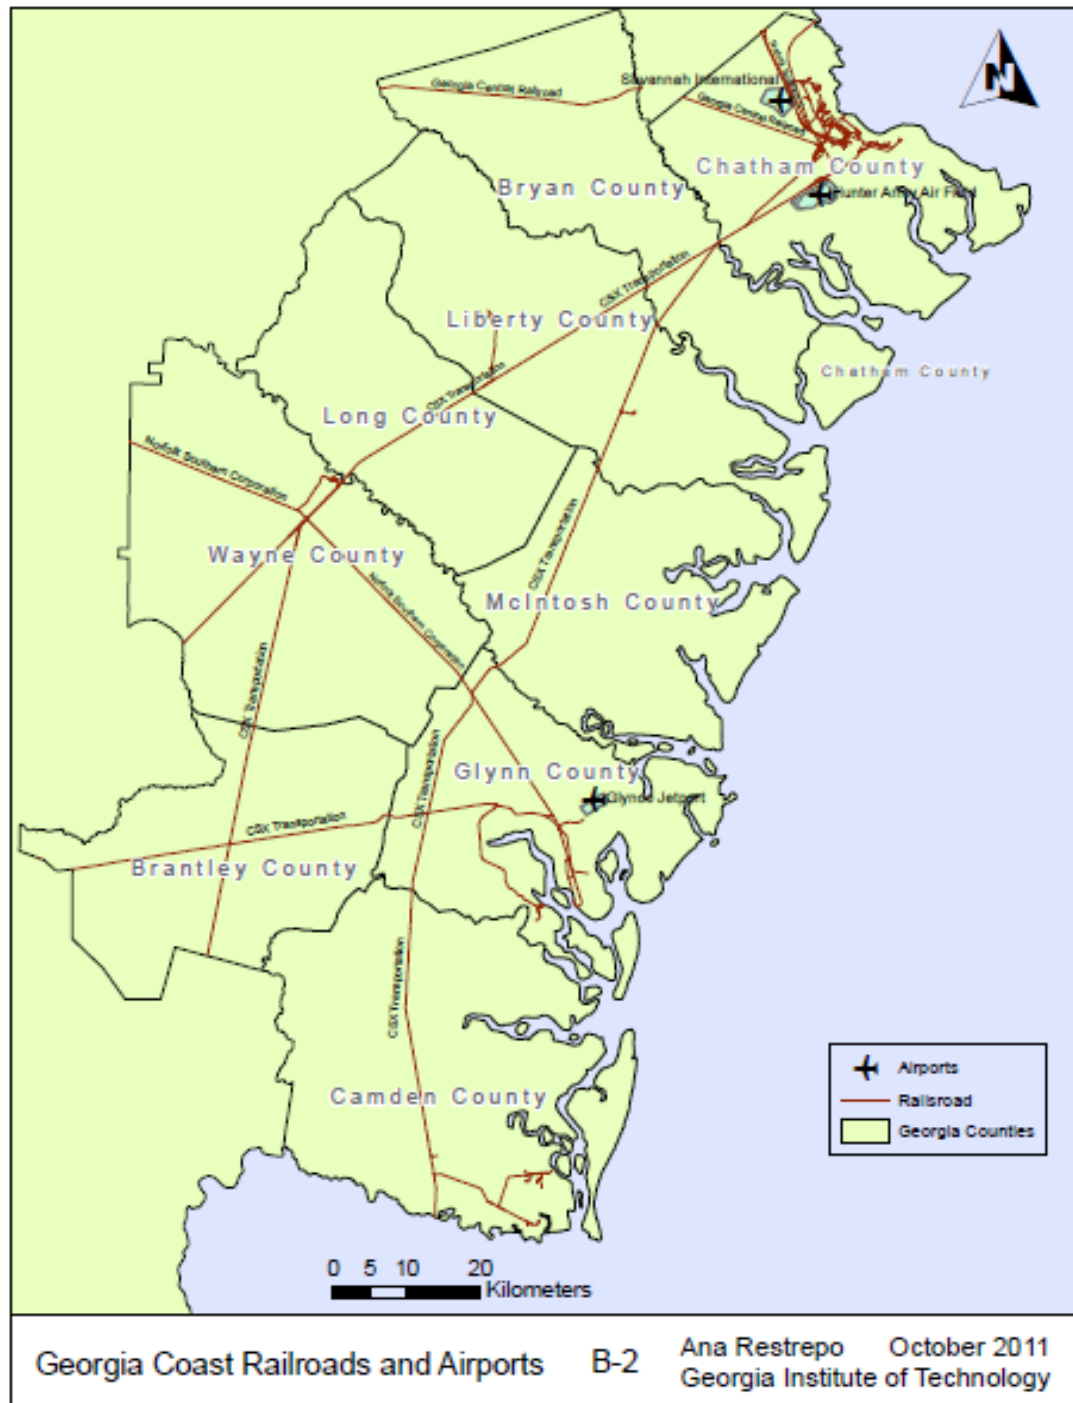 Georgia Central Railroad
Savannah International
Georgia Central Railroad
N
Chatham County
Bryan County
Hunter Army Air Field
CSX Transportation
Liberty County
Chatham County
CSX Transportation
Long County
Norfolk Southern Corporation
CSX Transportation
Wayne County
Norfolk Southern Corporation
McIntosh County
CSX Transportation
CSX Transportation
Glynn County
Glynco Jetport
CSX Transportation
Brantley County
CSX Transportation
Camden County
Airports
Railsroad
Georgia Counties
0 5 10 20
Kilometers
Georgia Coast Railroads and Airports
B-2
Ana Restrepo October 2011
Georgia Institute of Technology